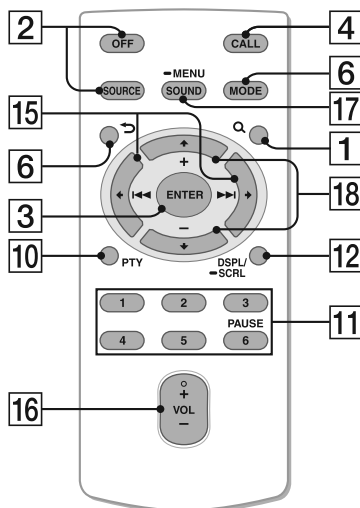 2
4
OFF
CALL
6
-MENU
SOURCE
SOUND
MODE
15
17
6
+
1
ENTER
18
3
-
10
PTY
DSPL/
-SCRL
12
1
2
3
11
PAUSE
4
5
6
16
+
VOL
-